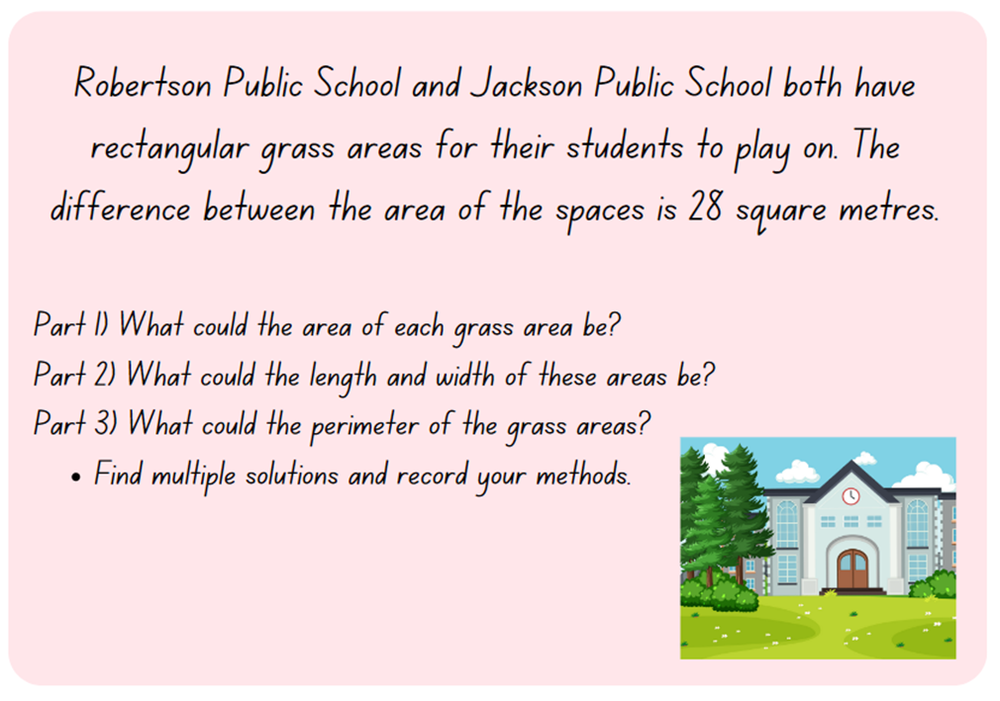 Robertson Public School and Jackson Public School both have
rectangular grass areas for their students to play on. The
difference between the area of the spaces is 28 square metres.
Part 1) What could the area of each grass area be?
Part 2) What could the length and width of these areas be?
Part 3) What could the perimeter of the grass areas?
• Find multiple solutions and record your methods.